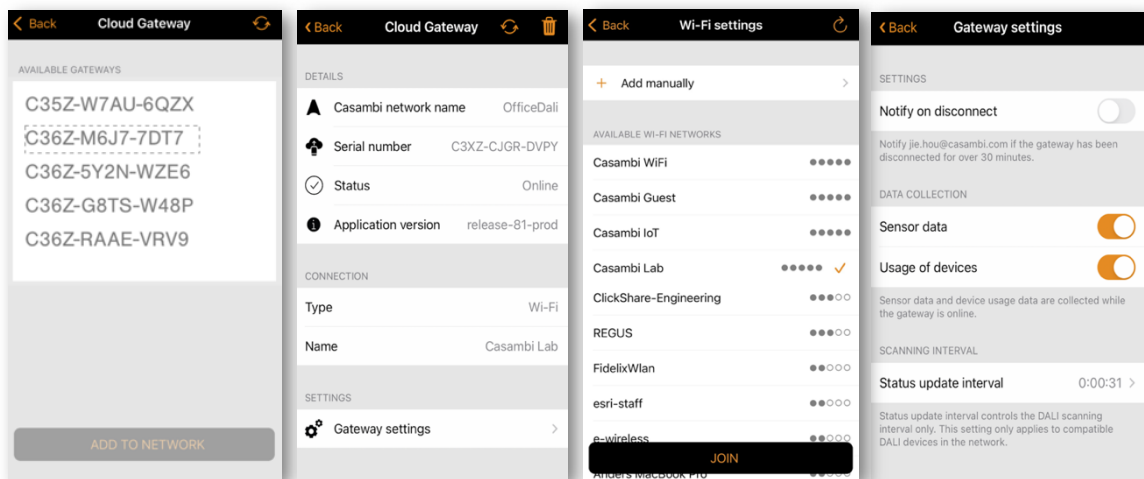 Back Cloud Gateway
AVAILABLE GATEWAYS
C35Z-W7AU-6QZX
C36Z-M6J7-7DT7
C36Z-5Y2N-WZE6
C36Z-G8TS-W48P
C36Z-RAAE-VRV9
ADD TO NETWORK
Back Cloud Gateway
DETAILS
Casambi network name OfficeDali
Serial number C3XZ-CJGR-DVPY
Status Online
Application version release-81-prod
CONNECTION
Type Wi-Fi
Name Casambi Lab
SETTINGS
Gateway settings
Back Wi-Fi settings
+ Add manually
AVAILABLE WI-FI NETWORKS
Casambi WiFi
Casambi Guest
Casambi IoT
Casambi Lab
ClickShare-Engineering
REGUS
FidelixWlan
esri-staff
e-wireless
JOIN
Anders MacBook Pro
Back Gateway settings
SETTINGS
Notify on disconnect
Notify jie.hou@casambi.com if the gateway has been
disconnected for over 30 minutes.
DATA COLLECTION
Sensor data
Usage of devices
Sensor data and device usage data are collected while
the gateway is online.
SCANNING INTERVAL
Status update interval 0:00:31
Status update interval controls the DALI scanning
interval only. This setting only applies to compatible
DALI devices in the network.